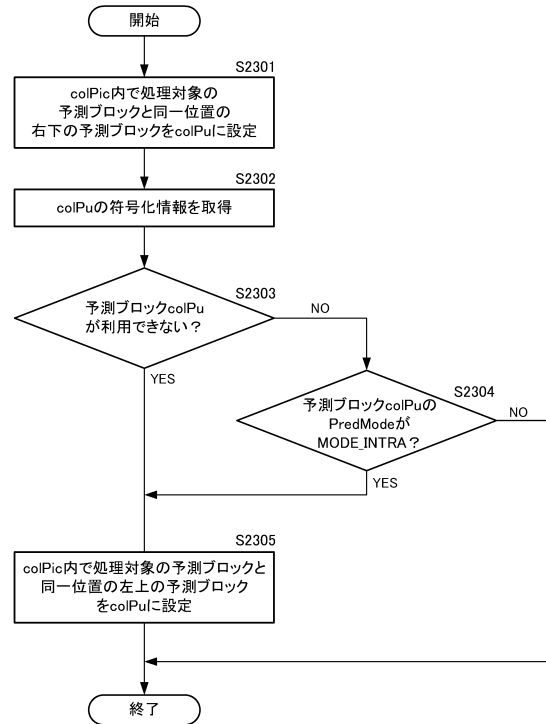 開始
S2301
colPic内で処理対象の
予測ブロックと同一位置の
右下の予測ブロックをcolPuに設定
S2302
colPuの符号化情報を取得
S2303
予測ブロックcolPu
が利用できない？
NO
YES
S2304
予測ブロックcolPuの
PredModeが
MODE_INTRA？
NO
YES
S2305
colPic内で処理対象の予測ブロックと
同一位置の左上の予測ブロック
をcolPuに設定
終了